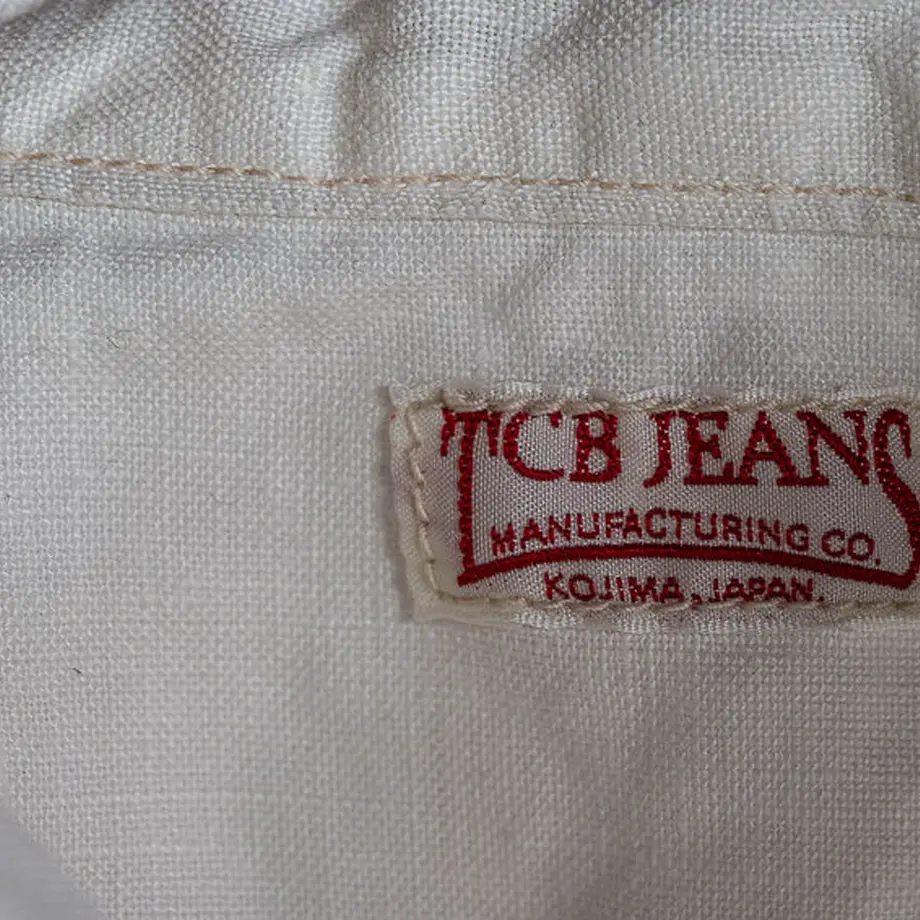 TCB JEANS
MANUFACTURING CO.
KOJIMA, JAPAN.